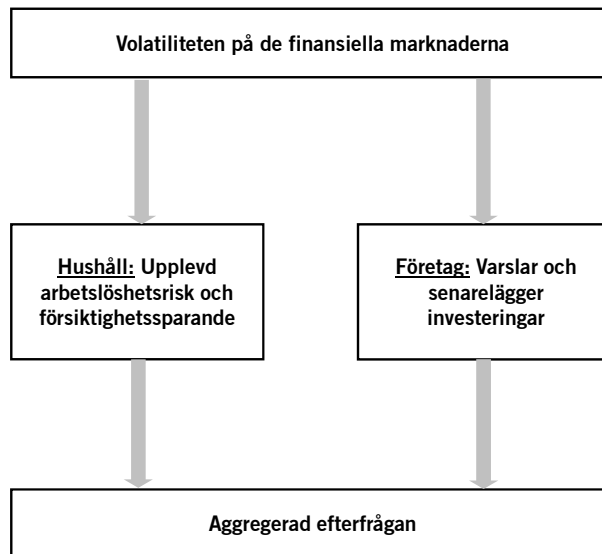 Volatiliteten på de finansiella marknaderna
Hushåll: Upplevd
arbetslöshetsrisk och
försiktighetssparande
Företag: Varslar och
senarelägger
investeringar
Aggregerad efterfrågan